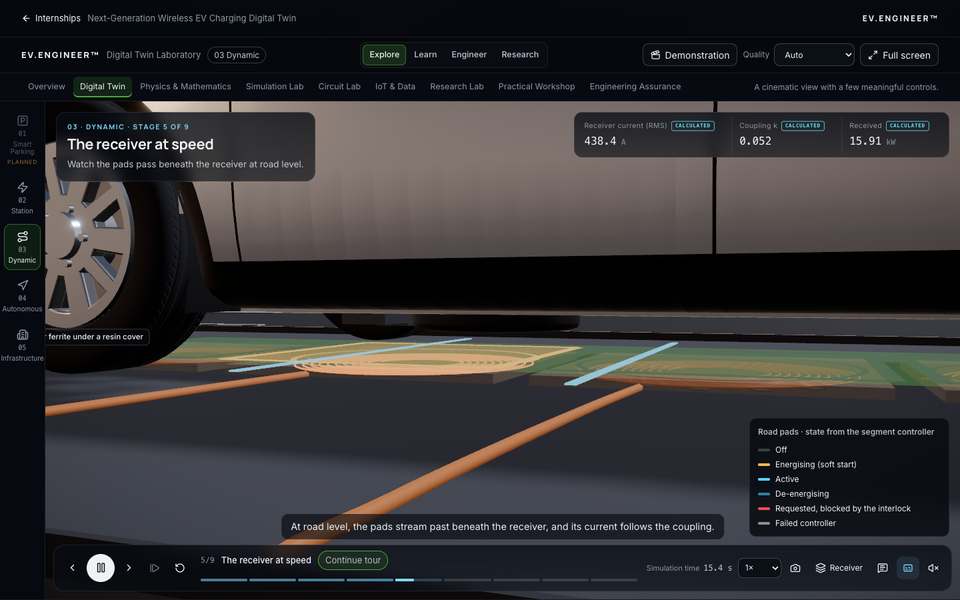 Internships Next-Generation Wireless EV Charging Digital Twin EV.ENGINEER™
EV.ENGINEER™ Digital Twin Laboratory 03 Dynamic Explore Learn Engineer Research Demonstration Quality Auto Full screen
Overview Digital Twin Physics & Mathematics Simulation Lab Circuit Lab IoT & Data Research Lab Practical Workshop Engineering Assurance A cinematic view with a few meaningful controls.
01
Smart
Parking
PLANNED
02
Station
03
Dynamic
04
Autonomous
05
Infrastructure
03 · DYNAMIC · STAGE 5 OF 9
The receiver at speed
Watch the pads pass beneath the receiver at road level.
Receiver current (RMS) CALCULATED Coupling k CALCULATED Received CALCULATED
438.4 A 0.052 15.91 kW
ferrite under a resin cover
Road pads · state from the segment controller
Off
Energising (soft start)
Active
De-energising
Requested, blocked by the interlock
Failed controller
At road level, the pads stream past beneath the receiver, and its current follows the coupling.
5/9 The receiver at speed Continue tour
Simulation time 15.4 s 1× Receiver